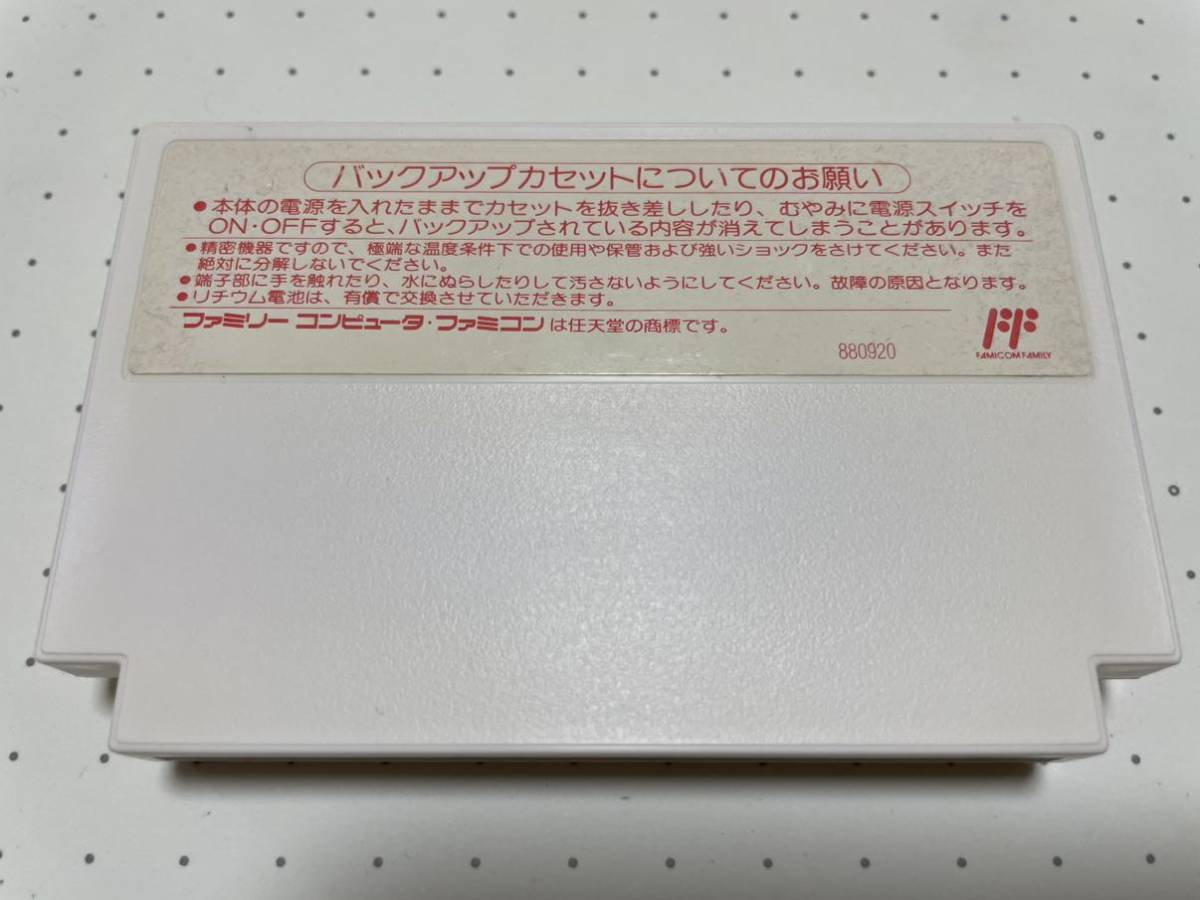 バックアップカセットについてのお願い
●本体の電源を入れたままでカセットを抜き差ししたり、むやみに電源スイッチを
ON・OFFすると、バックアップされている内容が消えてしまうことがあります。
●精密機器ですので、極端な温度条件下での使用や保管および強いショックをさけてください。また
絶対に分解しないでください。
●端子部に手を触れたり、水にぬらしたりして汚さないようにしてください。故障の原因となります。
●リチウム電池は、有償で交換させていただきます。
ファミリーコンピュータ・ファミコンは任天堂の商標です。
880920
FF
FAMICOM FAMILY